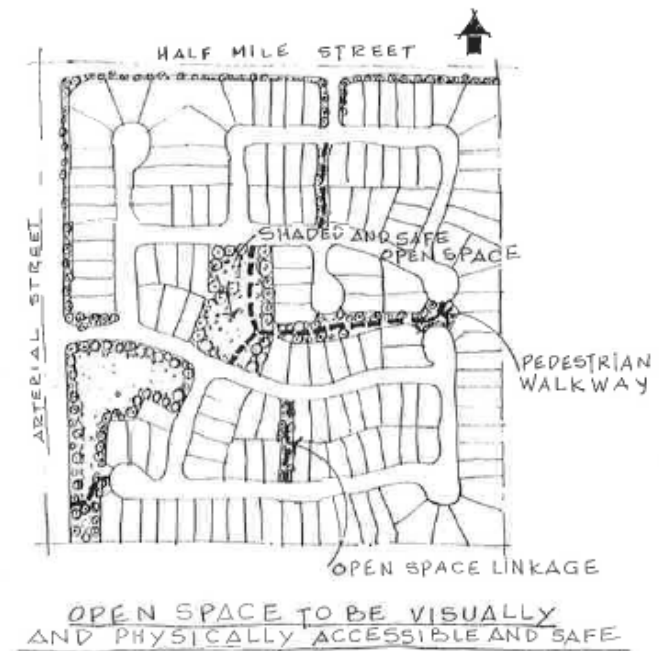 HALF MILE STREET
ARTERIAL STREET
SHADES AND SAFE
OPEN SPACE
PEDESTRIAN
WALKWAY
OPEN SPACE LINKAGE
OPEN SPACE TO BE VISUALLY
AND PHYSICALLY ACCESSIBLE AND SAFE